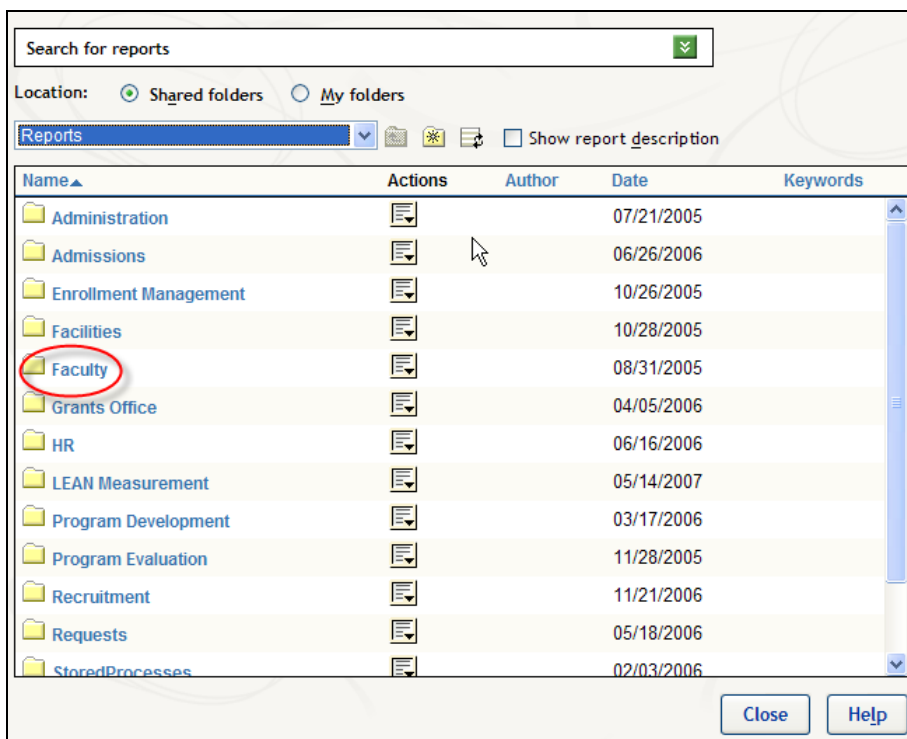 Search for reports
Location: Shared folders My folders
Reports Show report description
Name Actions Author Date Keywords
Administration 07/21/2005
Admissions 06/26/2006
Enrollment Management 10/26/2005
Facilities 10/28/2005
Faculty 08/31/2005
Grants Office 04/05/2006
HR 06/16/2006
LEAN Measurement 05/14/2007
Program Development 03/17/2006
Program Evaluation 11/28/2005
Recruitment 11/21/2006
Requests 05/18/2006
StoredProcesses 02/03/2006
Close Help